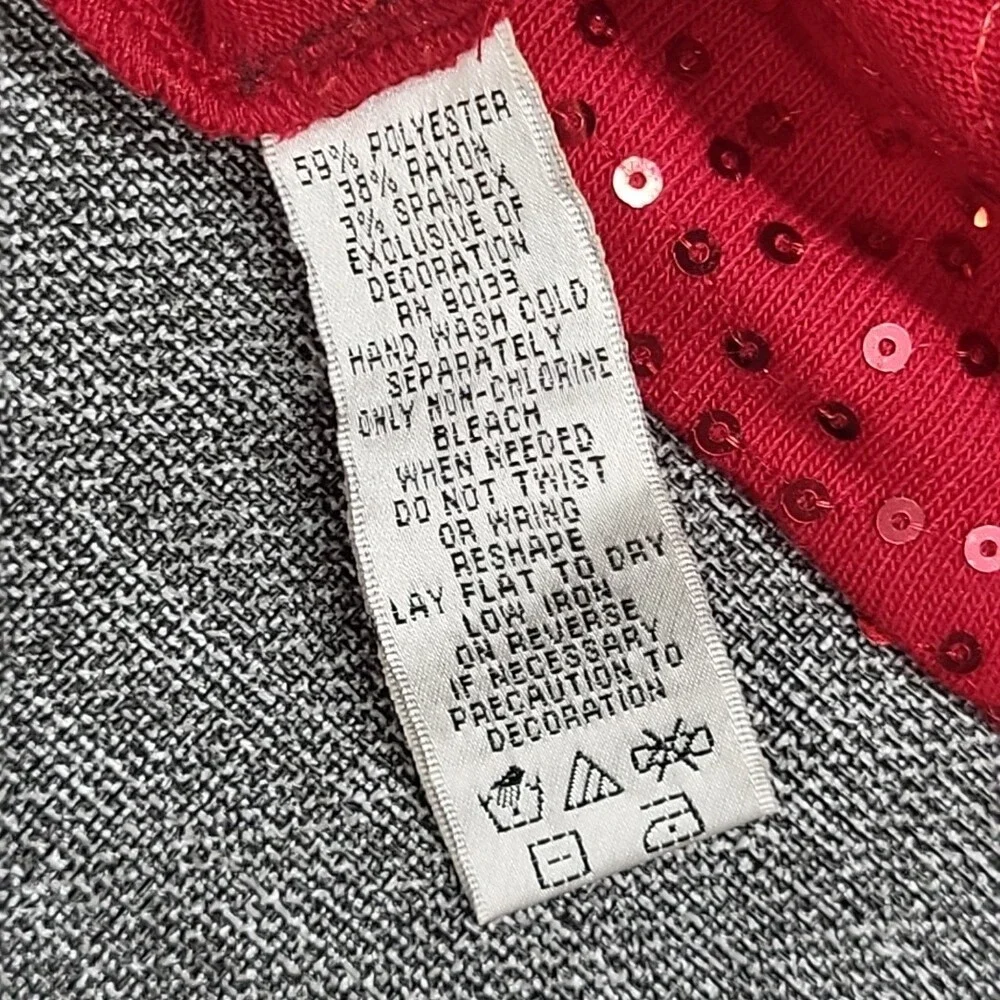 59% POLYESTER
38% RAYON
3% SPANDEX
EXCLUSIVE OF
DECORATION
RN 90133
HAND WASH COLD
SEPARATELY
ONLY NON-CHLORINE
BLEACH
WHEN NEEDED
DO NOT TWIST
OR WRING
RESHAPE
LAY FLAT TO DRY
LOW IRON
ON REVERSE
IF NECESSARY
PRECAUTION TO
DECORATION